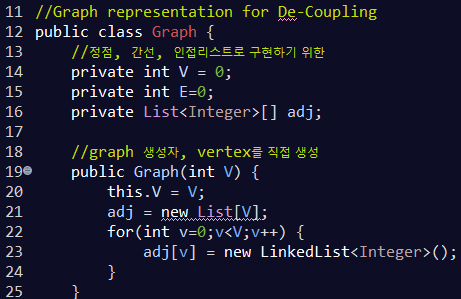 11 //Graph representation for De-Coupling
12 public class Graph {
13     //정점, 간선, 인접리스트로 구현하기 위한
14     private int V = 0;
15     private int E=0;
16     private List<Integer>[] adj;
17
18     //graph 생성자, vertex를 직접 생성
19     public Graph(int V) {
20         this.V = V;
21         adj = new List[V];
22         for(int v=0;v<V;v++) {
23             adj[v] = new LinkedList<Integer>();
24         }
25     }